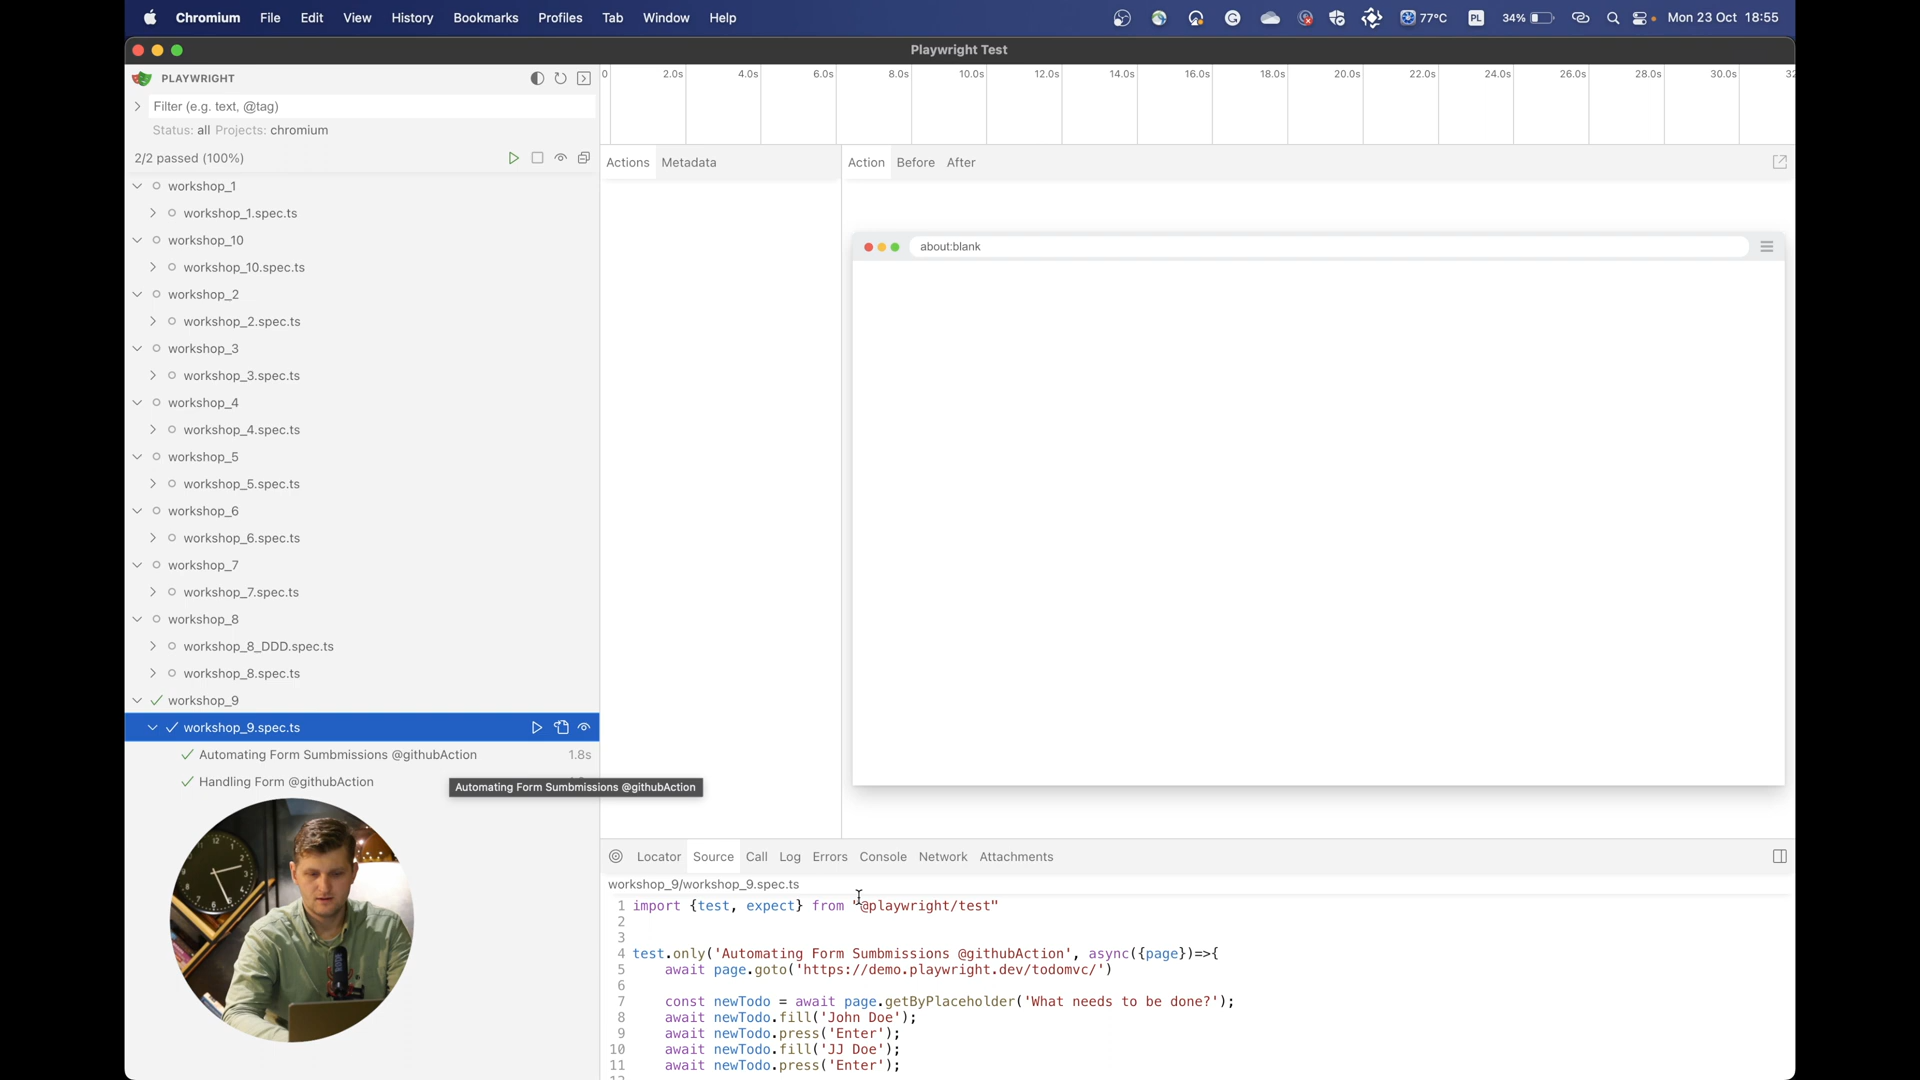 Chromium File Edit View History Bookmarks Profiles Tab Window Help 77°C PL 34% Mon 23 Oct 18:55
Playwright Test
PLAYWRIGHT
Filter (e.g. text, @tag)
Status: all Projects: chromium
2/2 passed (100%)
workshop_1
workshop_1.spec.ts
workshop_10
workshop_10.spec.ts
workshop_2
workshop_2.spec.ts
workshop_3
workshop_3.spec.ts
workshop_4
workshop_4.spec.ts
workshop_5
workshop_5.spec.ts
workshop_6
workshop_6.spec.ts
workshop_7
workshop_7.spec.ts
workshop_8
workshop_8_DDD.spec.ts
workshop_8.spec.ts
workshop_9
workshop_9.spec.ts
Automating Form Sumbmissions @githubAction 1.8s
Handling Form @githubAction
Automating Form Sumbmissions @githubAction
0 2.0s 4.0s 6.0s 8.0s 10.0s 12.0s 14.0s 16.0s 18.0s 20.0s 22.0s 24.0s 26.0s 28.0s 30.0s 32
Actions Metadata
Action Before After
about:blank
Locator Source Call Log Errors Console Network Attachments
workshop_9/workshop_9.spec.ts
1 import {test, expect} from "@playwright/test"
2
3
4 test.only('Automating Form Sumbmissions @githubAction', async({page})=>{
5 await page.goto('https://demo.playwright.dev/todomvc/')
6
7 const newTodo = await page.getByPlaceholder('What needs to be done?');
8 await newTodo.fill('John Doe');
9 await newTodo.press('Enter');
10 await newTodo.fill('JJ Doe');
11 await newTodo.press('Enter');